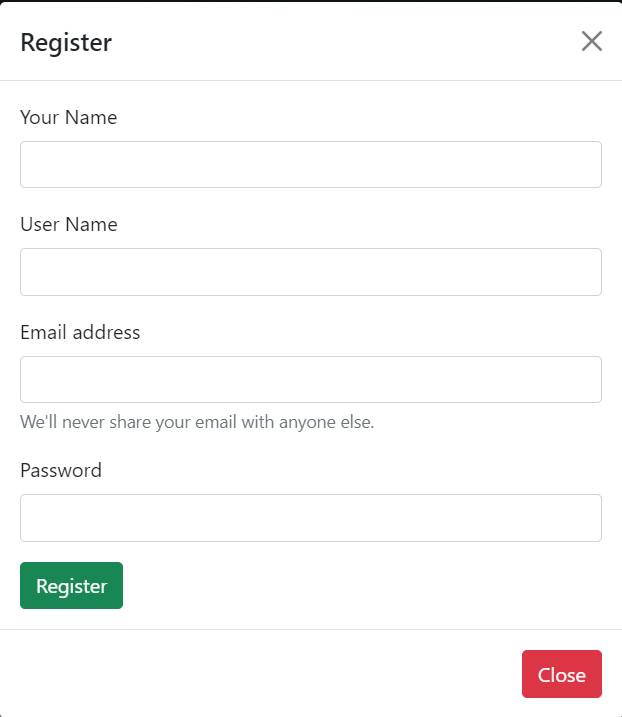 Register
Your Name
User Name
Email address
We'll never share your email with anyone else.
Password
Register
Close